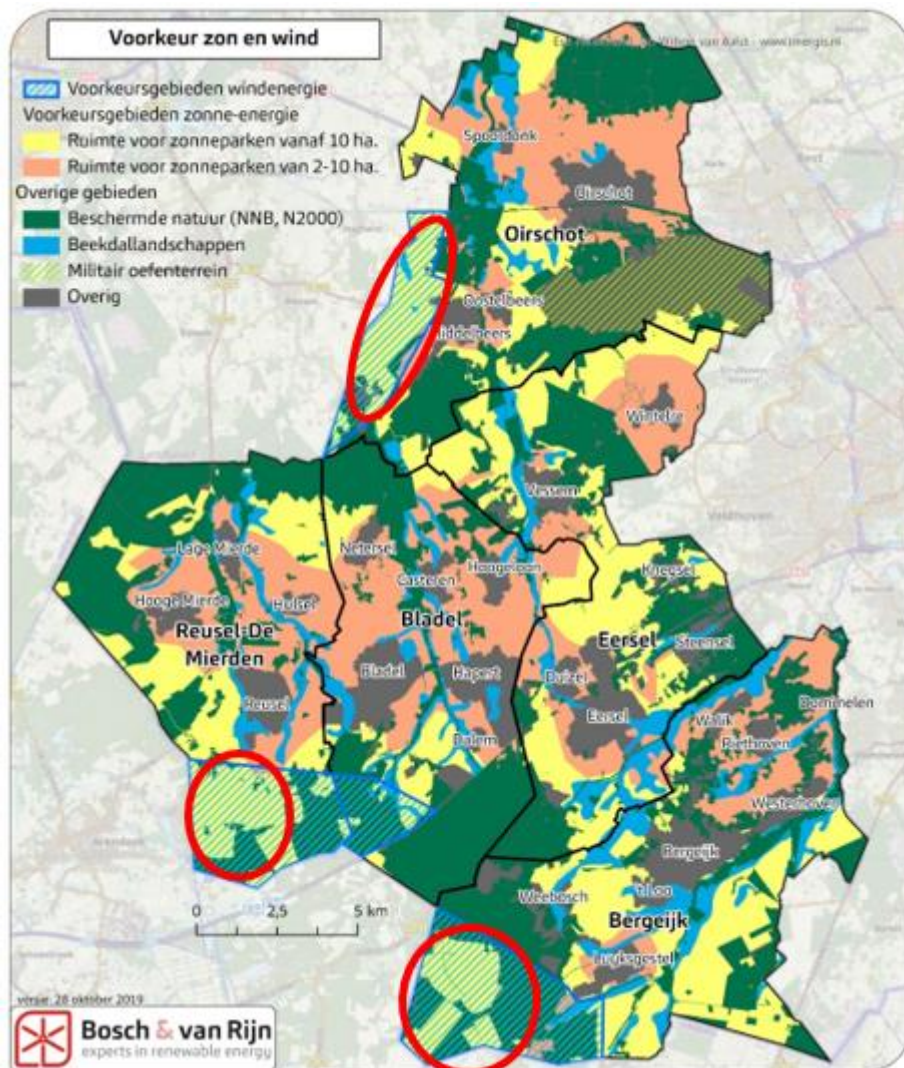 Voorkeur zon en wind
Voorkeursgebieden windenergie
Voorkeursgebieden zonne-energie
Ruimte voor zonneparken vanaf 10 ha.
Ruimte voor zonneparken van 2-10 ha.
Overige gebieden
Beschermde natuur (NNB, N2000)
Beekdallandschappen
Militair oefenterrein
Overig
Spoordonk
Oirschot
Oirschot
Oostelbeers
Middelbeers
Wintelre
Vessem
Netersel
Lage Mierde
Hoogeloon
Casteren
Knegsel
Hooge Mierde
Hulsel
Bladel
Eersel
Steensel
Reusel-De
Mierden
Bladel
Hapert
Duizel
Reusel
Eersel
Walik
Dommelen
Riethoven
Dalem
Westerhoven
Bergeijk
't Loo
Weebosch
Bergeijk
Luyksgestel
0 2,5 5 km
versie: 28 oktober 2019
Bosch & van Rijn
experts in renewable energy